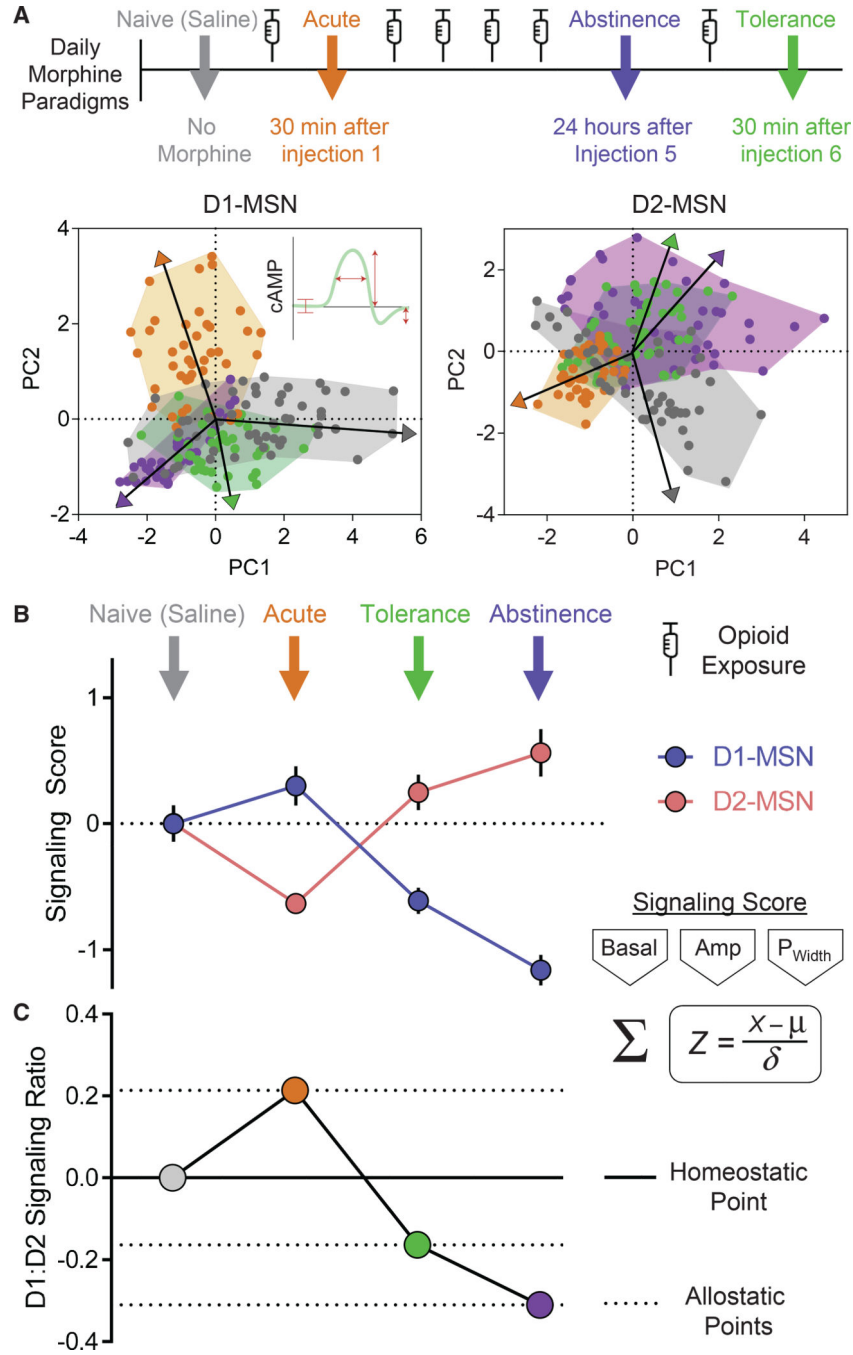 A
Naive (Saline)
Acute
Abstinence
Tolerance
Daily
Morphine
Paradigms
No
Morphine
30 min after
injection 1
24 hours after
Injection 5
30 min after
injection 6
D1-MSN
4
2
0
-2
PC2
-4
-2
0
2
4
6
PC1
cAMP
D2-MSN
2
0
-2
-4
PC2
-2
0
2
4
PC1
B
Naive (Saline)
Acute
Tolerance
Abstinence
Opioid
Exposure
1
0
-1
Signaling Score
D1-MSN
D2-MSN
Signaling Score
Basal
Amp
PWidth
C
Σ Z = x − μ
δ
0.4
0.2
0.0
-0.2
-0.4
D1:D2 Signaling Ratio
Homeostatic
Point
Allostatic
Points